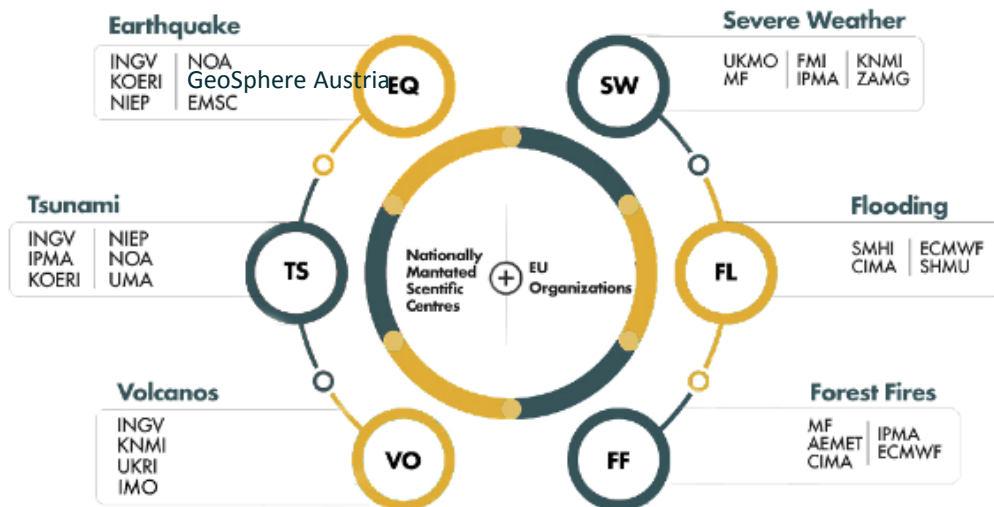 Earthquake
INGV NOA
KOERI GeoSphere Austria
NIEP EMSC
EQ
Severe Weather
UKMO FMI KNMI
MF IPMA ZAMG
SW
Tsunami
INGV NIEP
IPMA NOA
KOERI UMA
TS
Nationally
Mantated
Scentific
Centres
+
EU
Organizations
Flooding
SMHI ECMWF
CIMA SHMU
FL
Volcanos
INGV
KNMI
UKRI
IMO
VO
Forest Fires
MF IPMA
AEMET ECMWF
CIMA
FF